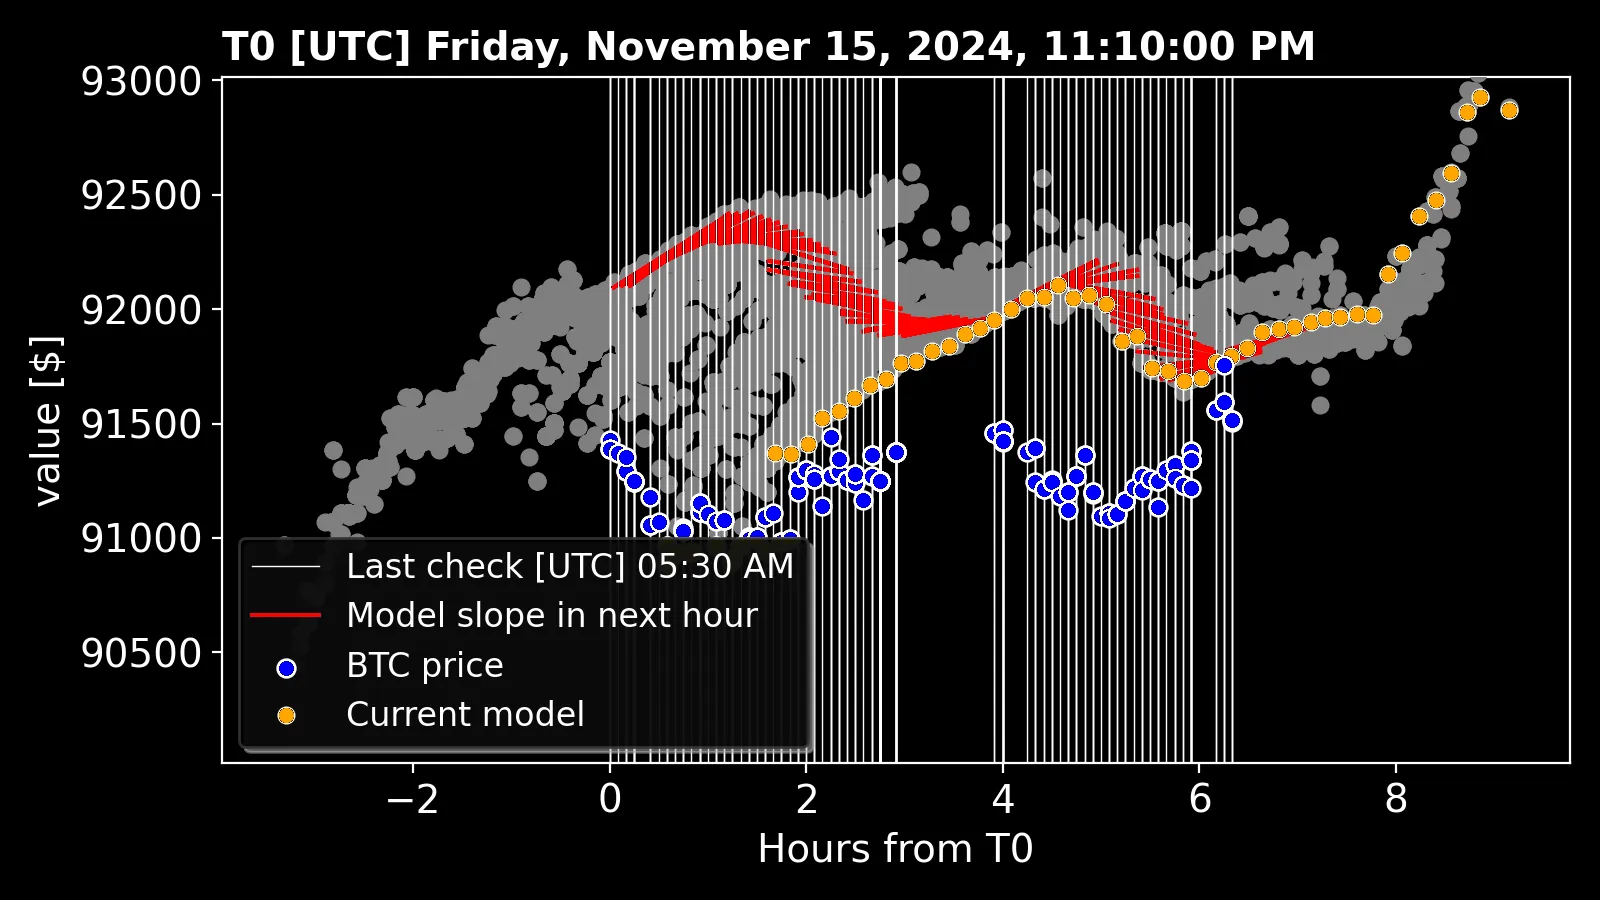 T0 [UTC] Friday, November 15, 2024, 11:10:00 PM
93000
92500
92000
91500
91000
90500
value [$]
Last check [UTC] 05:30 AM
Model slope in next hour
BTC price
Current model
−2 0 2 4 6 8
Hours from T0